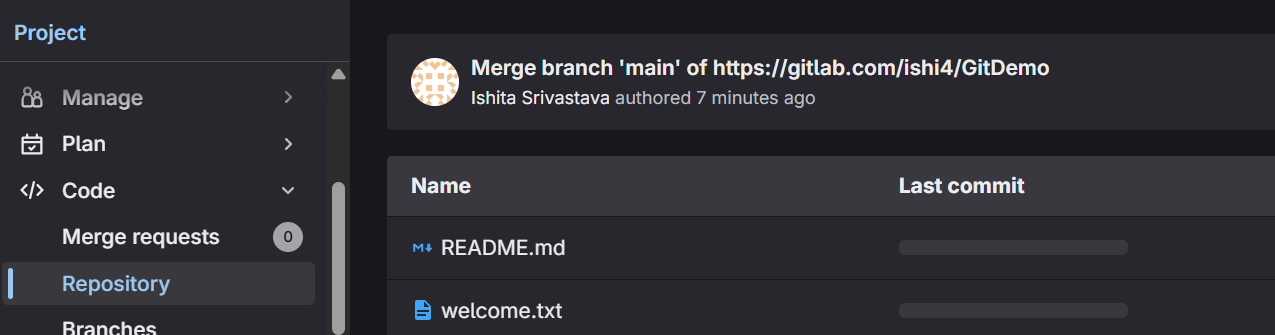 Project
Manage
Plan
Code
Merge requests 0
Repository
Branches
Merge branch 'main' of https://gitlab.com/ishi4/GitDemo
Ishita Srivastava authored 7 minutes ago
Name Last commit
README.md
welcome.txt